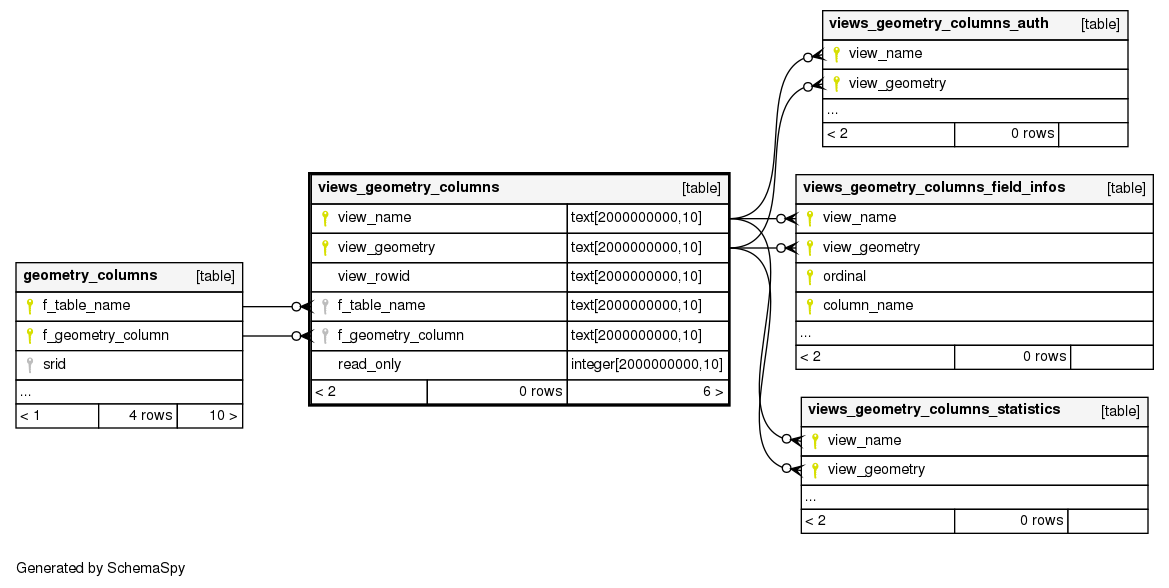 geometry_columns [table]
f_table_name
f_geometry_column
srid
...
< 1 4 rows 10 >
views_geometry_columns [table]
view_name text[2000000000,10]
view_geometry text[2000000000,10]
view_rowid text[2000000000,10]
f_table_name text[2000000000,10]
f_geometry_column text[2000000000,10]
read_only integer[2000000000,10]
< 2 0 rows 6 >
views_geometry_columns_auth [table]
view_name
view_geometry
...
< 2 0 rows
views_geometry_columns_field_infos [table]
view_name
view_geometry
ordinal
column_name
...
< 2 0 rows
views_geometry_columns_statistics [table]
view_name
view_geometry
...
< 2 0 rows
Generated by SchemaSpy